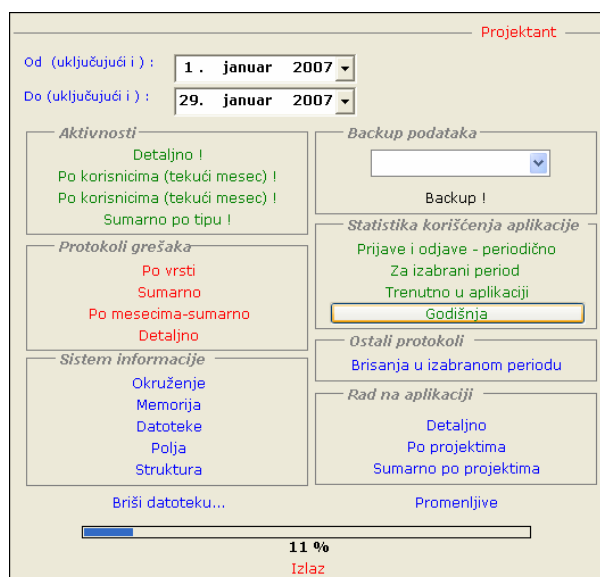 Projektant
Od (uključujući i ) :
1 . januar 2007
Do (uključujući i ) :
29. januar 2007
Aktivnosti
Detaljno !
Po korisnicima (tekući mesec) !
Po korisnicima (tekući mesec) !
Sumarno po tipu !
Protokoli grešaka
Po vrsti
Sumarno
Po mesecima-sumarno
Detaljno
Sistem informacije
Okruženje
Memorija
Datoteke
Polja
Struktura
Backup podataka
Backup !
Statistika korišćenja aplikacije
Prijave i odjave - periodično
Za izabrani period
Trenutno u aplikaciji
Godišnja
Ostali protokoli
Brisanja u izabranom periodu
Rad na aplikaciji
Detaljno
Po projektima
Sumarno po projektima
Briši datoteku...
Promenljive
11 %
Izlaz